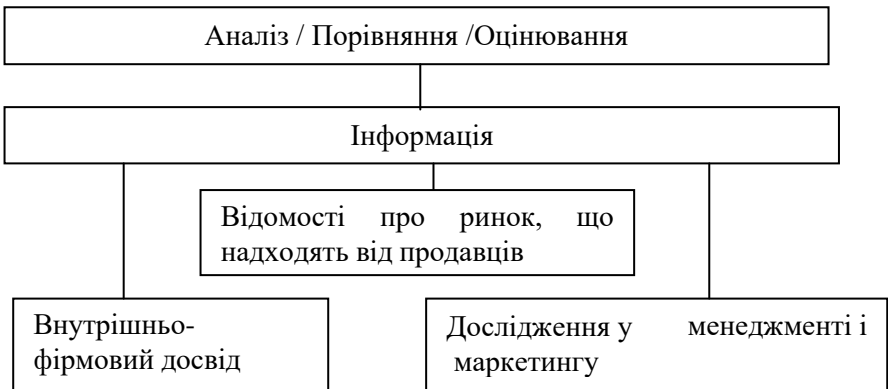 Аналіз / Порівняння /Оцінювання
Інформація
Відомості про ринок, що
надходять від продавців
Внутрішньо-
фірмовий досвід
Дослідження у менеджменті і
маркетингу